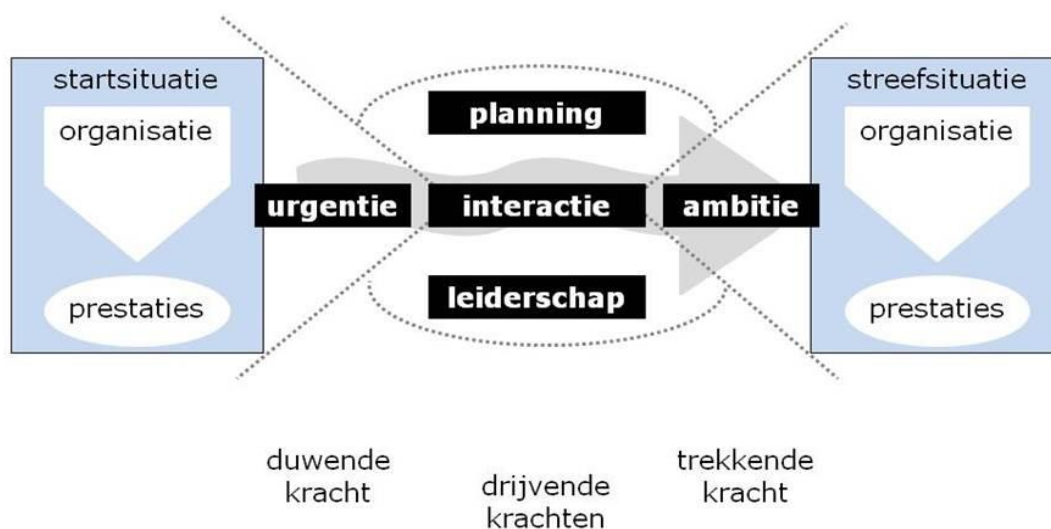 startsituatie
organisatie
prestaties
urgentie
planning
interactie
leiderschap
ambitie
streefsituatie
organisatie
prestaties
duwende
kracht
drijvende
krachten
trekkende
kracht